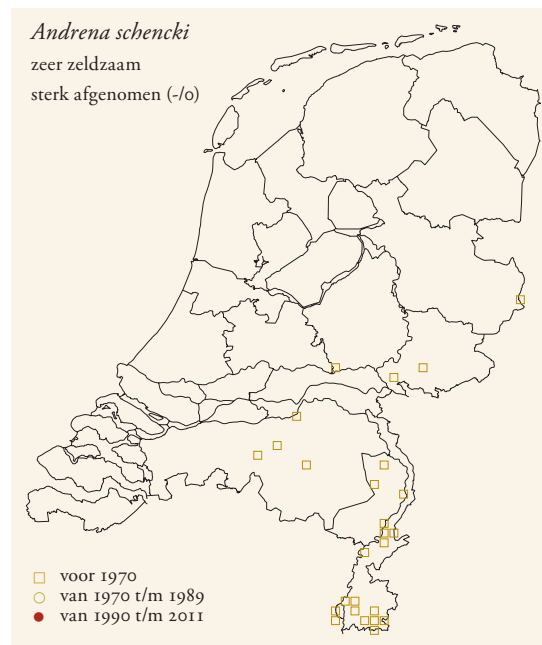 Andrena schencki
zeer zeldzaam
sterk afgenomen (-/0)
voor 1970
van 1970 t/m 1989
van 1990 t/m 2011